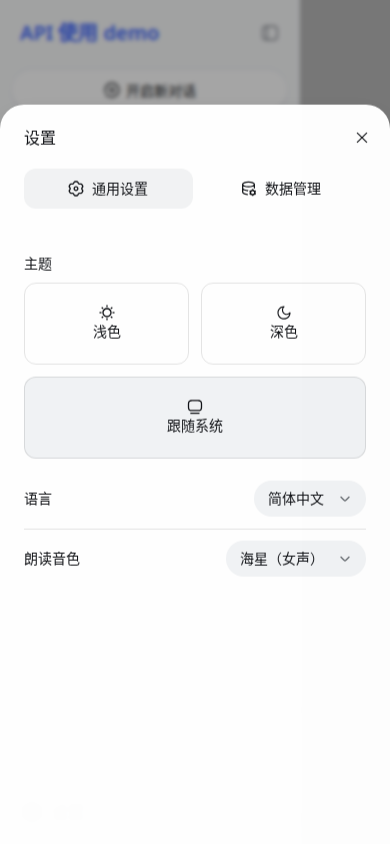 API 使用 demo
开启新对话
设置
通用设置
数据管理
主题
浅色
深色
跟随系统
语言
简体中文
朗读音色
海星（女声）